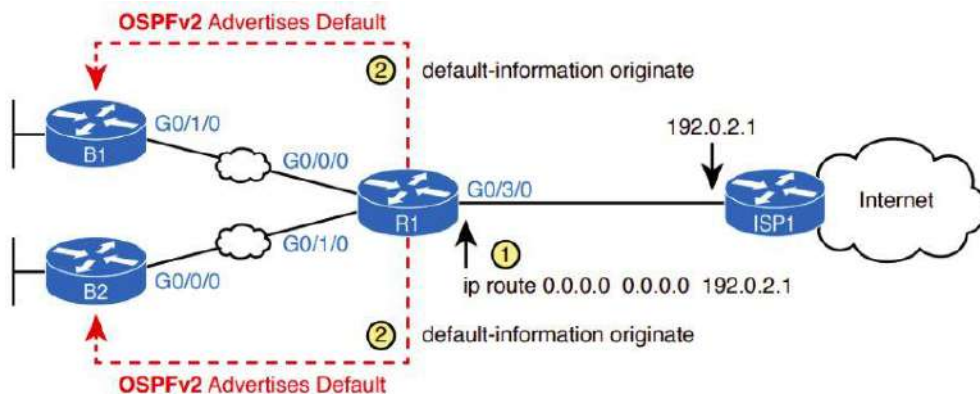 OSPFv2 Advertises Default
② default-information originate
192.0.2.1
G0/1/0
B1
G0/0/0
G0/3/0
R1
ISP1
Internet
G0/1/0
①
B2
G0/0/0
ip route 0.0.0.0 0.0.0.0 192.0.2.1
② default-information originate
OSPFv2 Advertises Default